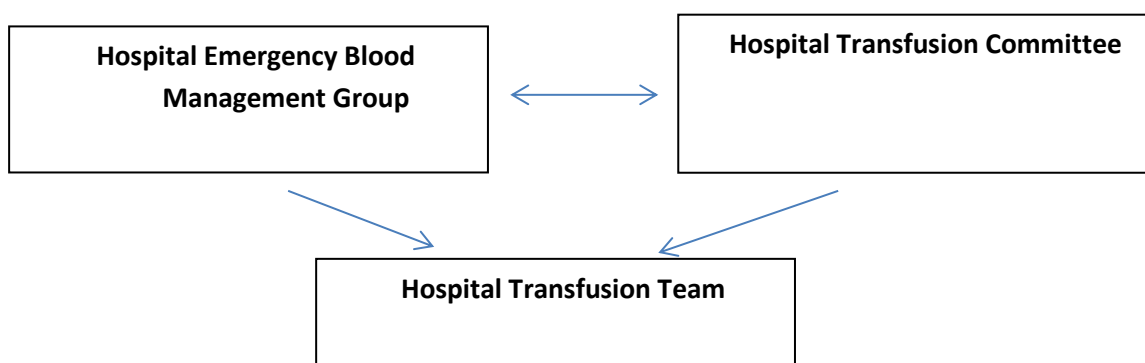 Hospital Emergency Blood
Management Group
Hospital Transfusion Committee
Hospital Transfusion Team